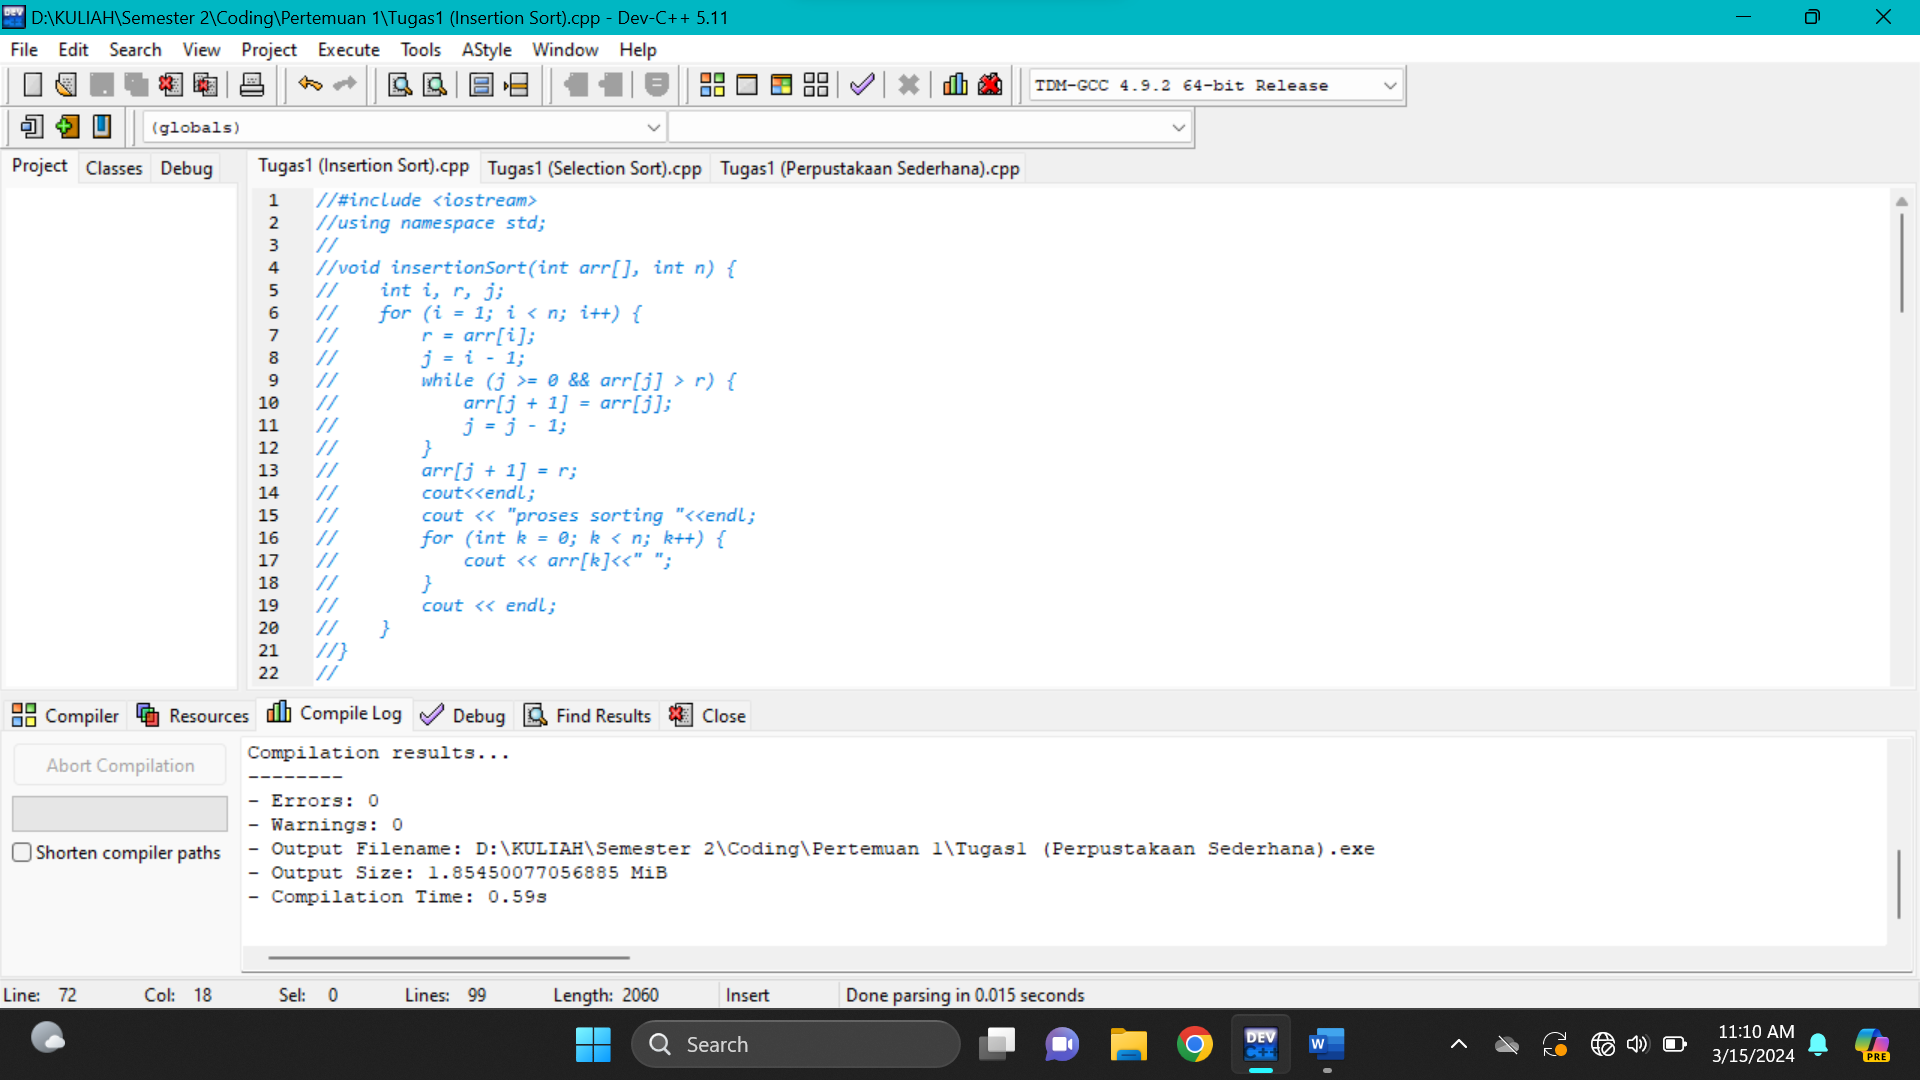 DEV D:\KULIAH\Semester 2\Coding\Pertemuan 1\Tugas1 (Insertion Sort).cpp - Dev-C++ 5.11
File Edit Search View Project Execute Tools AStyle Window Help
TDM-GCC 4.9.2 64-bit Release
(globals)
Project Classes Debug
Tugas1 (Insertion Sort).cpp Tugas1 (Selection Sort).cpp Tugas1 (Perpustakaan Sederhana).cpp
1 //#include <iostream>
2 //using namespace std;
3 //
4 //void insertionSort(int arr[], int n) {
5 //    int i, r, j;
6 //    for (i = 1; i < n; i++) {
7 //        r = arr[i];
8 //        j = i - 1;
9 //        while (j >= 0 && arr[j] > r) {
10 //            arr[j + 1] = arr[j];
11 //            j = j - 1;
12 //        }
13 //        arr[j + 1] = r;
14 //        cout<<endl;
15 //        cout << "proses sorting "<<endl;
16 //        for (int k = 0; k < n; k++) {
17 //            cout << arr[k]<<" ";
18 //        }
19 //        cout << endl;
20 //    }
21 //}
22 //
Compiler Resources Compile Log Debug Find Results Close
Abort Compilation
Shorten compiler paths
Compilation results...
--------
- Errors: 0
- Warnings: 0
- Output Filename: D:\KULIAH\Semester 2\Coding\Pertemuan 1\Tugas1 (Perpustakaan Sederhana).exe
- Output Size: 1.85450077056885 MiB
- Compilation Time: 0.59s
Line: 72 Col: 18 Sel: 0 Lines: 99 Length: 2060 Insert Done parsing in 0.015 seconds
Search
DEV C++
W
11:10 AM
3/15/2024
PRE